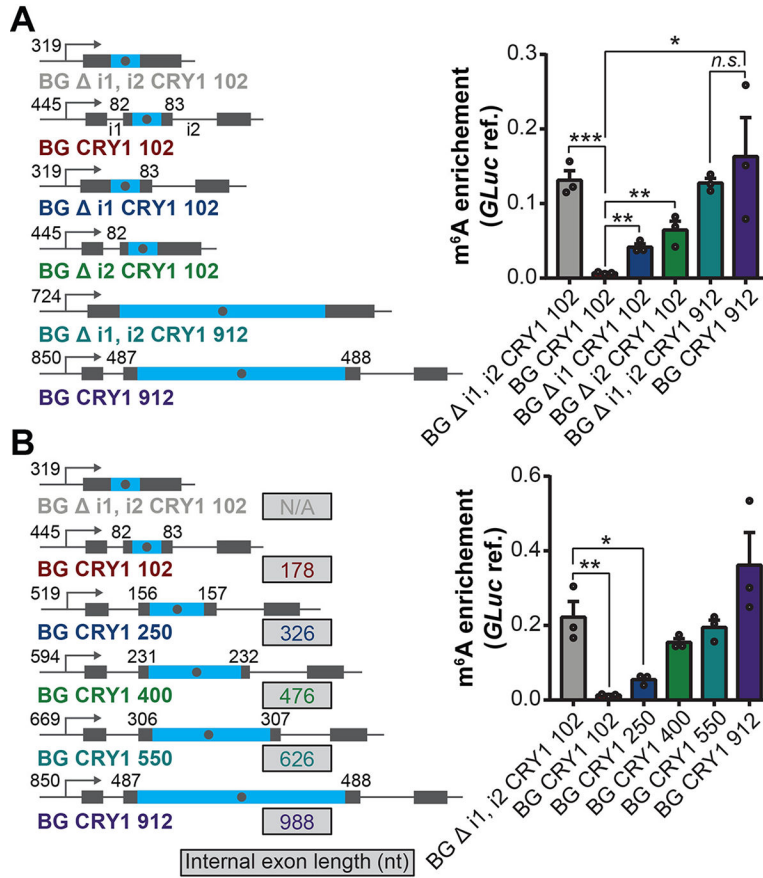 A
319
BG Δ i1, i2 CRY1 102
445 82 83
i1 i2
BG CRY1 102
319 83
BG Δ i1 CRY1 102
445 82
BG Δ i2 CRY1 102
724
BG Δ i1, i2 CRY1 912
850 487 488
BG CRY1 912
m⁶A enrichement
(GLuc ref.)
0.3
0.2
0.1
0.0
*
n.s.
***
**
**
BG Δ i1, i2 CRY1 102
BG CRY1 102
BG Δ i1 CRY1 102
BG Δ i2 CRY1 102
BG Δ i1, i2 CRY1 912
BG CRY1 912
B
319
BG Δ i1, i2 CRY1 102 N/A
445 82 83
BG CRY1 102 178
519 156 157
BG CRY1 250 326
594 231 232
BG CRY1 400 476
669 306 307
BG CRY1 550 626
850 487 488
BG CRY1 912 988
Internal exon length (nt)
m⁶A enrichement
(GLuc ref.)
0.6
0.4
0.2
0.0
*
**
BG Δ i1, i2 CRY1 102
BG CRY1 102
BG CRY1 250
BG CRY1 400
BG CRY1 550
BG CRY1 912